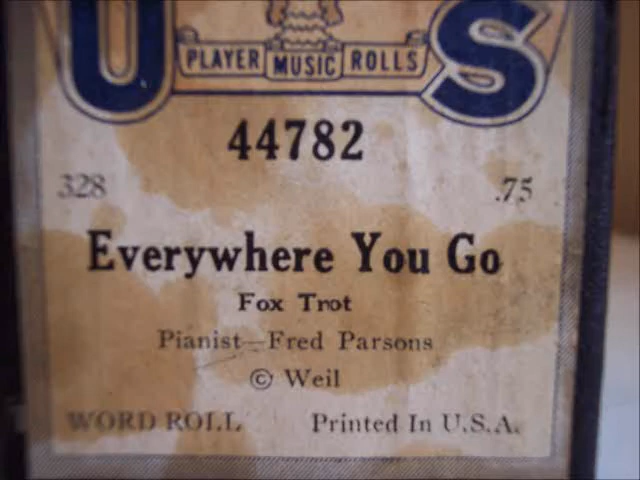 U S
PLAYER MUSIC ROLLS
44782
328 .75
Everywhere You Go
Fox Trot
Pianist—Fred Parsons
© Weil
WORD ROLL Printed In U.S.A.